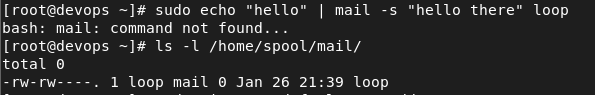 [root@devops ~]# sudo echo "hello" | mail -s "hello there" loop
bash: mail: command not found...
[root@devops ~]# ls -l /home/spool/mail/
total 0
-rw-rw----. 1 loop mail 0 Jan 26 21:39 loop